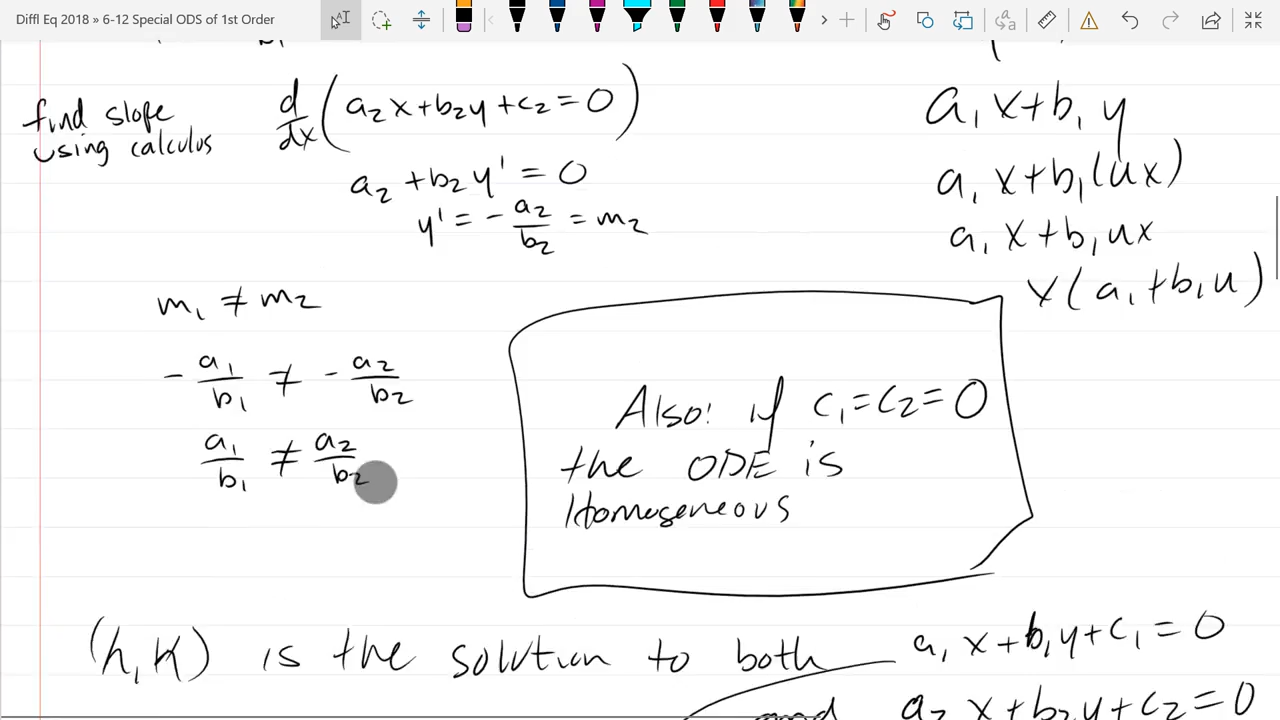 Diffl Eq 2018 » 6-12 Special ODS of 1st Order
find slope
using calculus
d/dx (a₂x+b₂y+c₂=0)
a₂+b₂y'=0
y'=-a₂/b₂=m₂
a₁x+b₁y
a₁x+b₁(ux)
a₁x+b₁ux
x(a₁+b₁u)
m₁≠m₂
-a₁/b₁≠-a₂/b₂
a₁/b₁≠a₂/b₂
Also! if c₁=c₂=0
the ODE is
Homogeneous
(h,K) is the solution to both a₁x+b₁y+c₁=0
and a₂x+b₂y+c₂=0